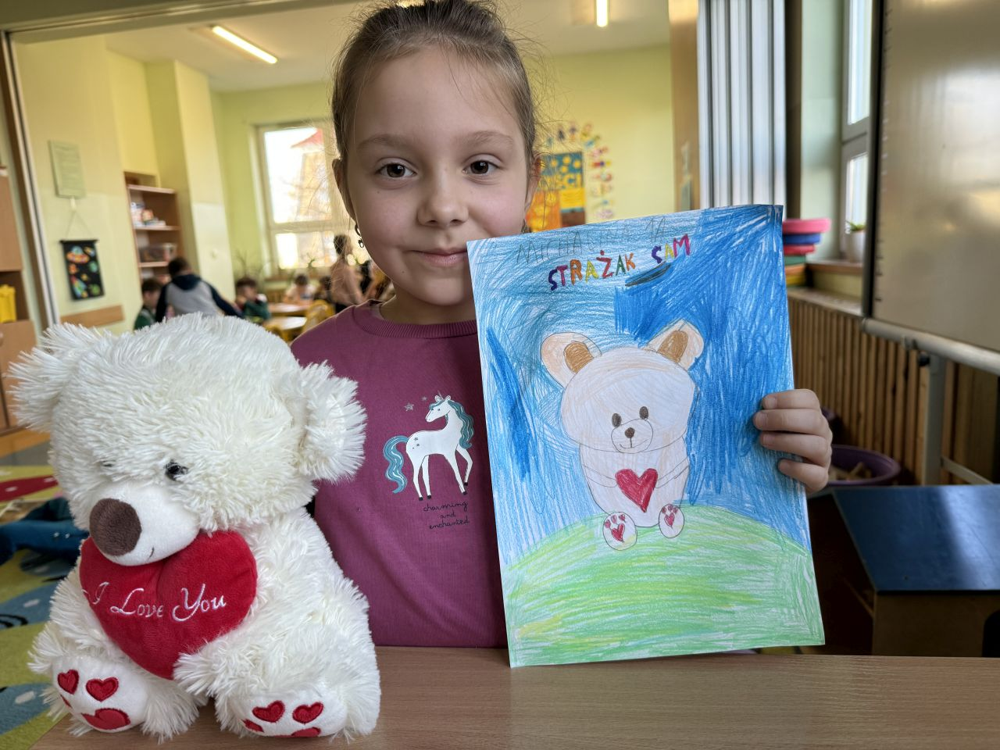 I Love You
charming
and
enchanted
STRAŻAK SAM